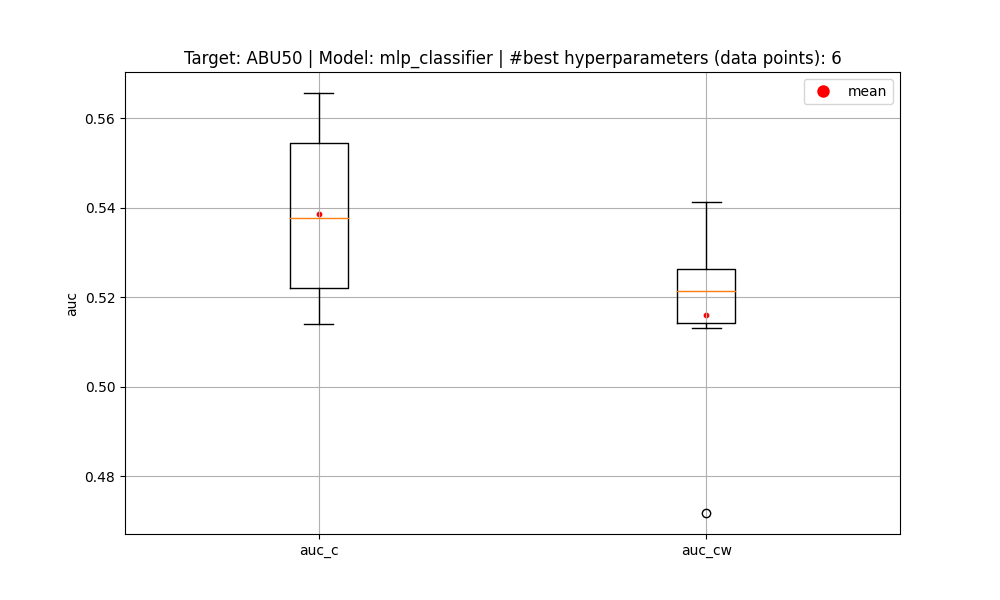 Target: ABU50 | Model: mlp_classifier | #best hyperparameters (data points): 6
mean
0.56
0.54
0.52
0.50
0.48
auc
auc_c
auc_cw